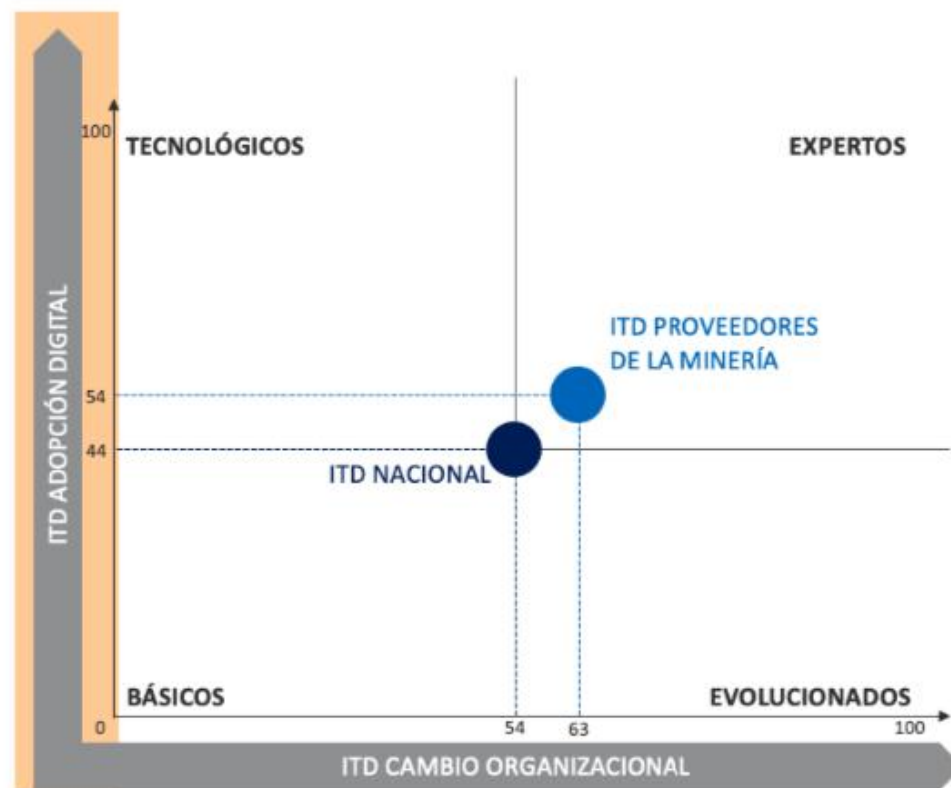 100
TECNOLÓGICOS
EXPERTOS
ITD ADOPCIÓN DIGITAL
ITD PROVEEDORES
DE LA MINERÍA
54
44
ITD NACIONAL
BÁSICOS
EVOLUCIONADOS
0
54
63
100
ITD CAMBIO ORGANIZACIONAL